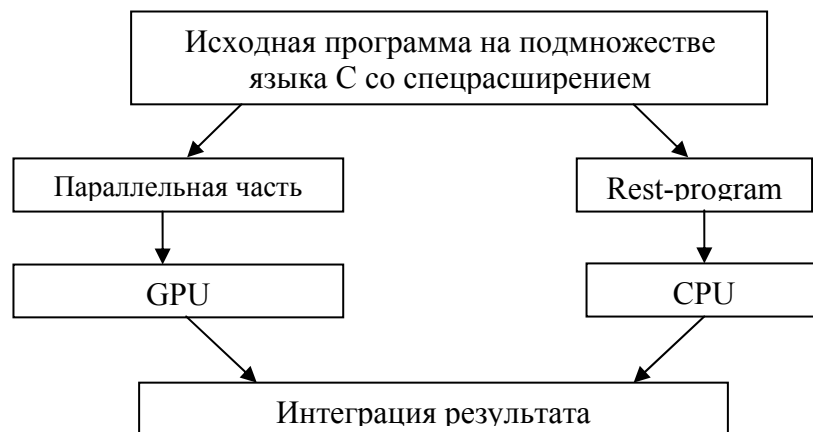 Исходная программа на подмножестве
языка С со спецрасширением
Параллельная часть
Rest-program
GPU
CPU
Интеграция результата